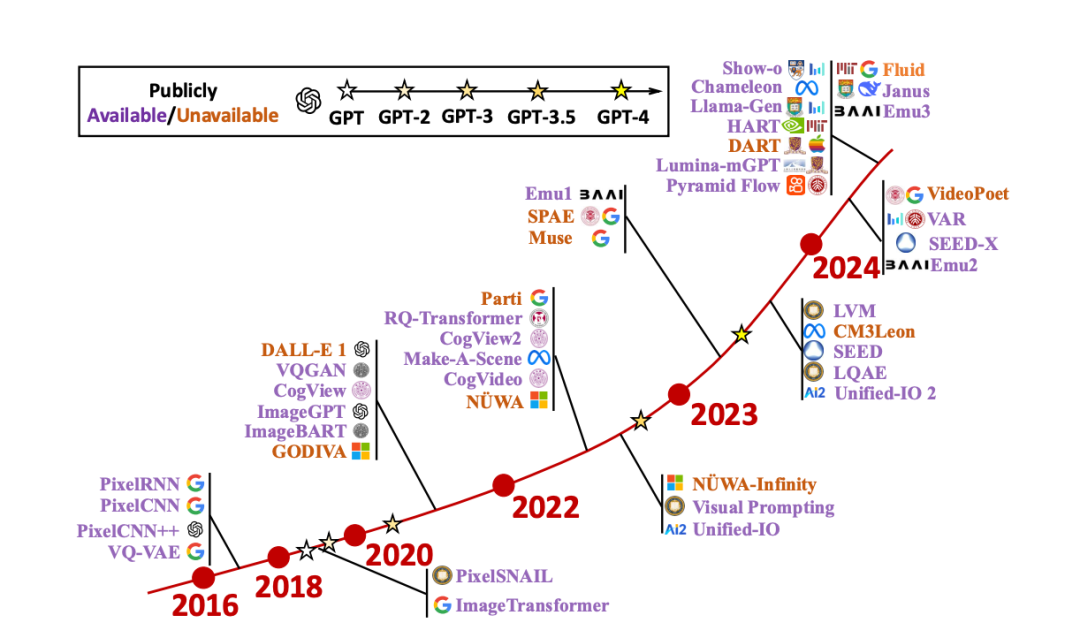 Publicly
Available/Unavailable
GPT GPT-2 GPT-3 GPT-3.5 GPT-4
Show-o
Chameleon
Llama-Gen
HART
DART
Lumina-mGPT
Pyramid Flow
MIT Fluid
Janus
BAAI Emu3
MIT
Emu1 BAAI
SPAE
Muse
VideoPoet
VAR
SEED-X
BAAI Emu2
2024
Parti
RQ-Transformer
CogView2
Make-A-Scene
CogVideo
NÜWA
LVM
CM3Leon
SEED
LQAE
Ai2 Unified-IO 2
2023
DALL-E 1
VQGAN
CogView
ImageGPT
ImageBART
GODIVA
2022
NÜWA-Infinity
Visual Prompting
Ai2 Unified-IO
PixelRNN
PixelCNN
PixelCNN++
VQ-VAE
2020
2018
2016
PixelSNAIL
ImageTransformer